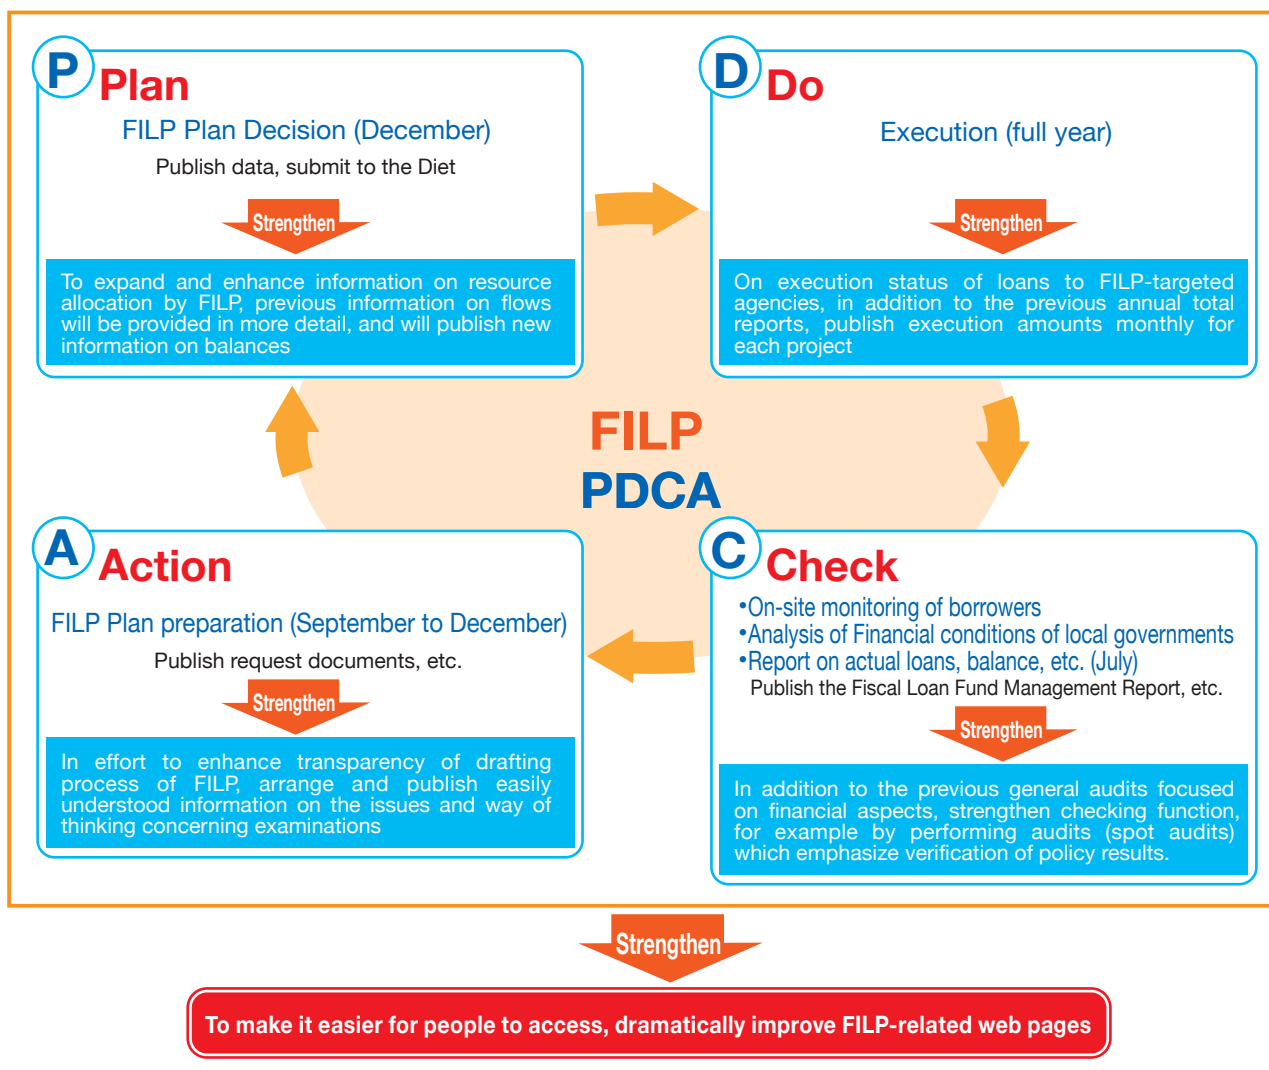 P
Plan
FILP Plan Decision (December)
Publish data, submit to the Diet
Strengthen
To expand and enhance information on resource
allocation by FILP, previous information on flows
will be provided in more detail, and will publish new
information on balances
D
Do
Execution (full year)
Strengthen
On execution status of loans to FILP-targeted
agencies, in addition to the previous annual total
reports, publish execution amounts monthly for
each project
FILP
PDCA
A
Action
FILP Plan preparation (September to December)
Publish request documents, etc.
Strengthen
In effort to enhance transparency of drafting
process of FILP, arrange and publish easily
understood information on the issues and way of
thinking concerning examinations
C
Check
•On-site monitoring of borrowers
•Analysis of Financial conditions of local governments
•Report on actual loans, balance, etc. (July)
Publish the Fiscal Loan Fund Management Report, etc.
Strengthen
In addition to the previous general audits focused
on financial aspects, strengthen checking function,
for example by performing audits (spot audits)
which emphasize verification of policy results.
Strengthen
To make it easier for people to access, dramatically improve FILP-related web pages